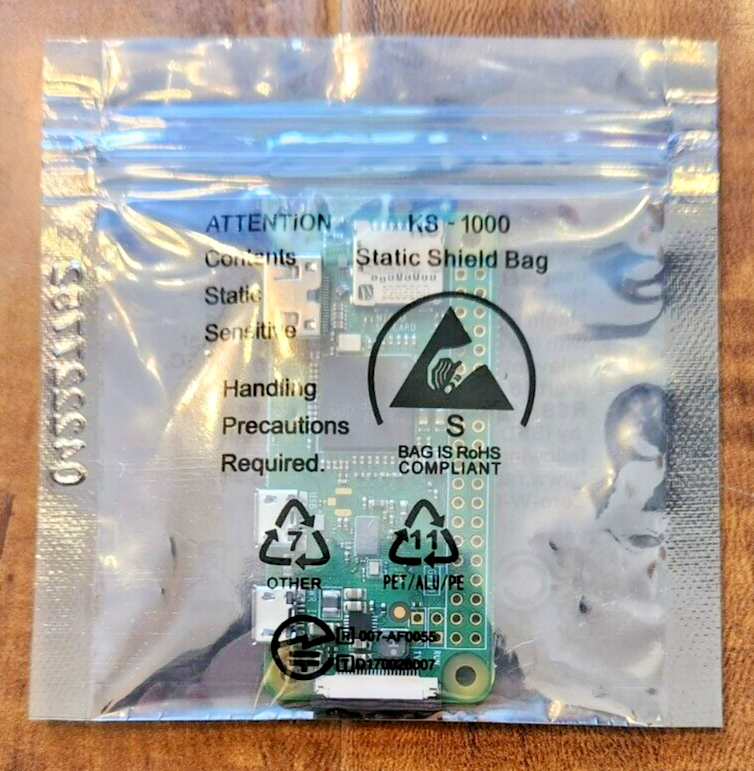 ATTENTION KS - 1000
Contents Static Shield Bag
Static
Sensitive
Handling
Precautions
Required.
S
BAG IS RoHS
COMPLIANT
7
OTHER
11
PET/ALU/PE
[R] 007-AF0055
[T] D170028007